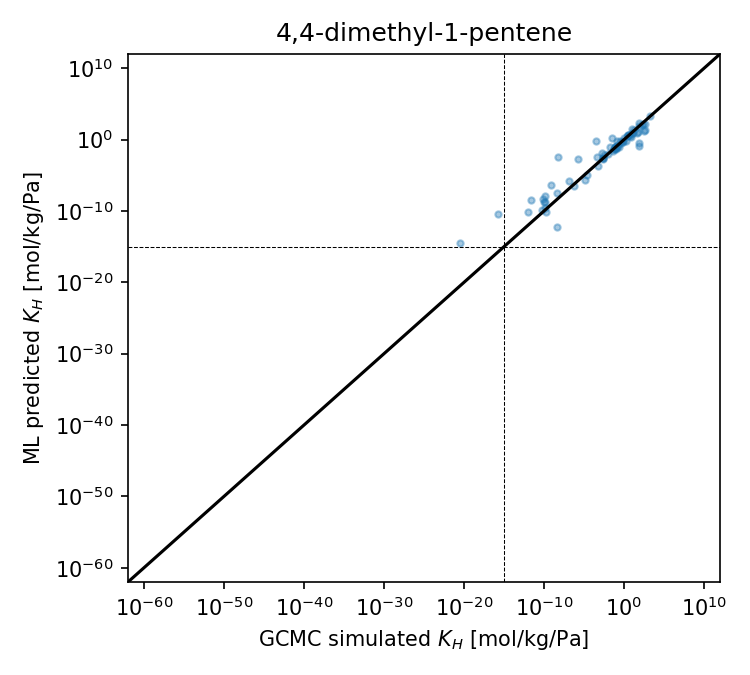 4,4-dimethyl-1-pentene
ML predicted $K_H$ [mol/kg/Pa]
10^{10}
10^{0}
10^{-10}
10^{-20}
10^{-30}
10^{-40}
10^{-50}
10^{-60}
10^{-60} 10^{-50} 10^{-40} 10^{-30} 10^{-20} 10^{-10} 10^{0} 10^{10}
GCMC simulated $K_H$ [mol/kg/Pa]